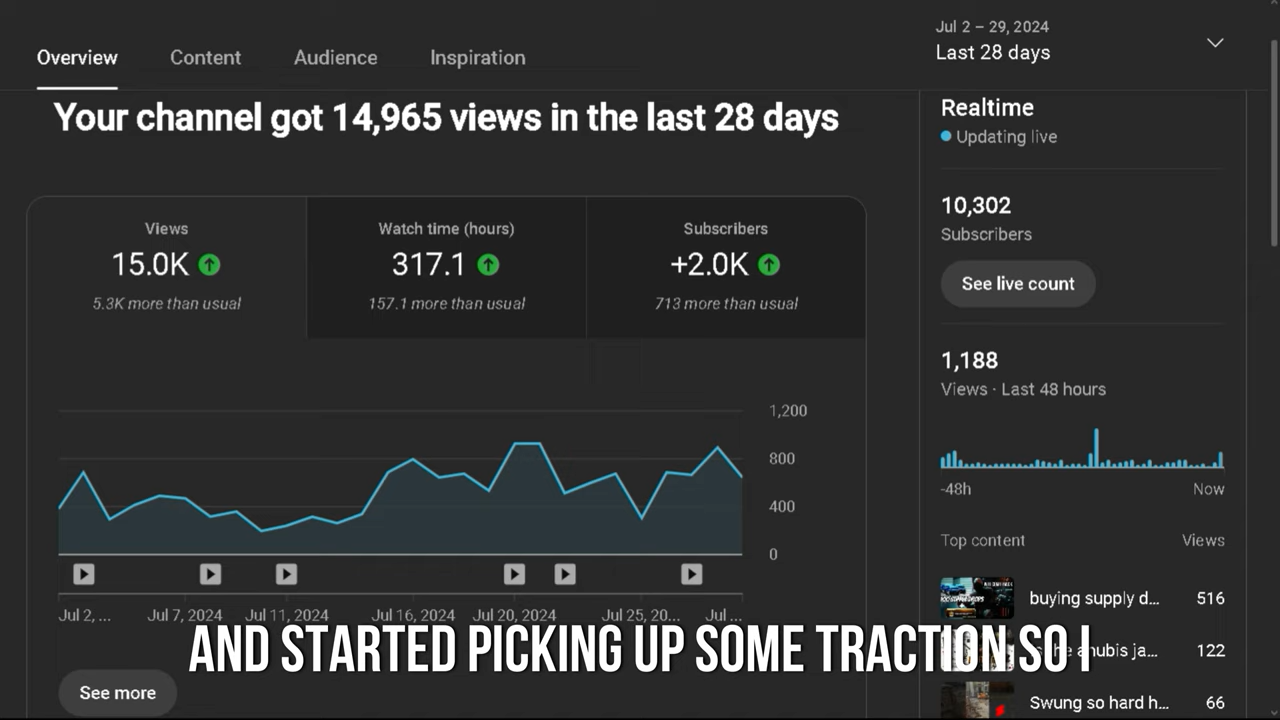 Overview
Content
Audience
Inspiration
Jul 2 – 29, 2024
Last 28 days
Your channel got 14,965 views in the last 28 days
Views
15.0K
5.3K more than usual
Watch time (hours)
317.1
157.1 more than usual
Subscribers
+2.0K
713 more than usual
1,200
800
400
0
Jul 2, ...
Jul 7, 2024
Jul 11, 2024
Jul 16, 2024
Jul 20, 2024
Jul 25, 20...
Jul ...
See more
Realtime
Updating live
10,302
Subscribers
See live count
1,188
Views · Last 48 hours
-48h
Now
Top content
Views
buying supply d...
516
anubis ja...
122
Swung so hard h...
66
AND STARTED PICKING UP SOME TRACTION SO I